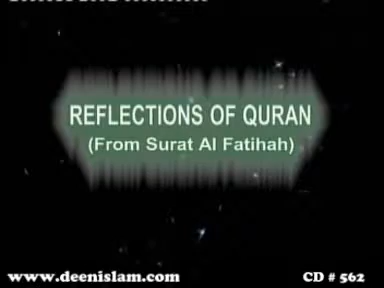 REFLECTIONS OF QURAN
(From Surat Al Fatihah)
www.deenislam.com
CD # 562